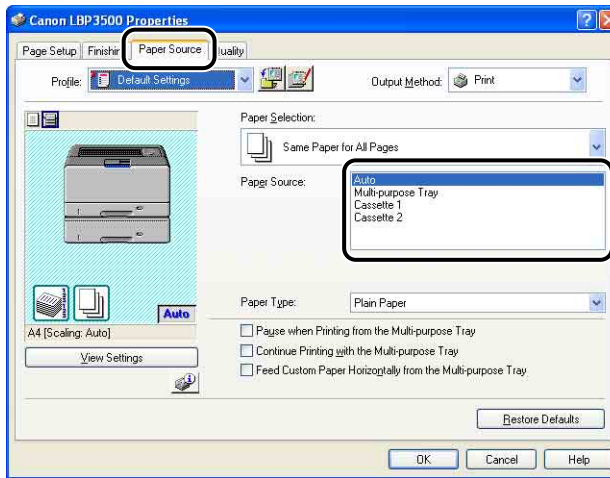 Canon LBP3500 Properties
Page Setup Finishin Paper Source uality
Profile: Default Settings Output Method: Print
Paper Selection:
Same Paper for All Pages
Paper Source:
Auto
Multi-purpose Tray
Cassette 1
Cassette 2
Auto
Paper Type: Plain Paper
A4 [Scaling: Auto]
Pause when Printing from the Multi-purpose Tray
View Settings
Continue Printing with the Multi-purpose Tray
Feed Custom Paper Horizontally from the Multi-purpose Tray
Restore Defaults
OK Cancel Help